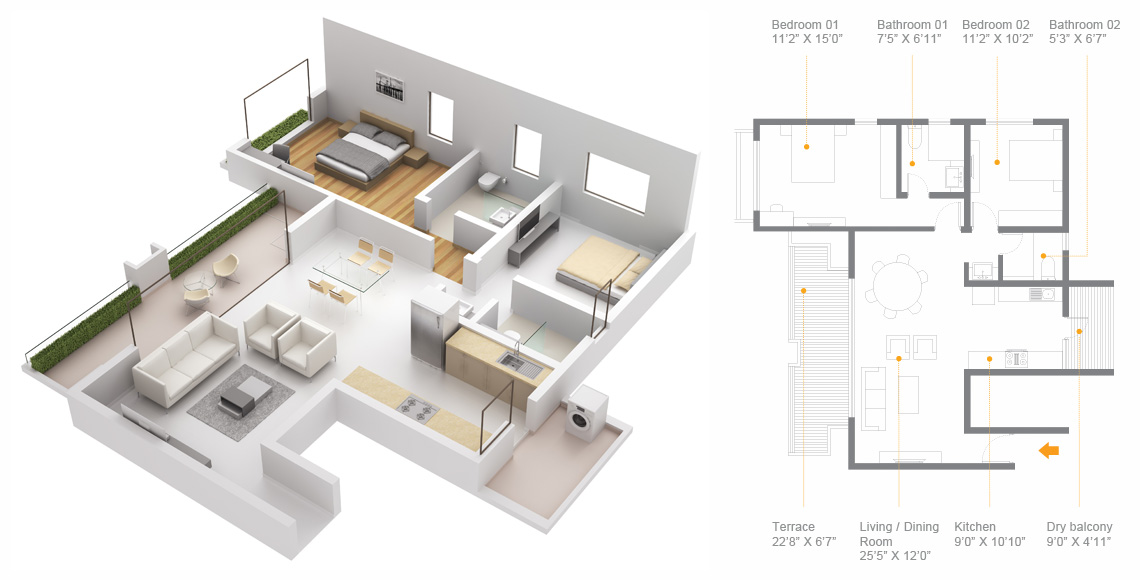 Bedroom 01
11’2” X 15’0”
Bathroom 01
7’5” X 6’11”
Bedroom 02
11’2” X 10’2”
Bathroom 02
5’3” X 6’7”
Terrace
22’8” X 6’7”
Living / Dining
Room
25’5” X 12’0”
Kitchen
9’0” X 10’10”
Dry balcony
9’0” X 4’11”